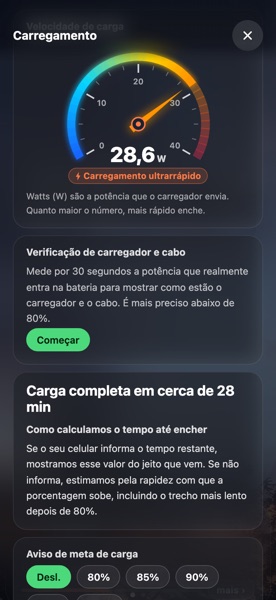 Velocidade de carga
Carregamento
20
10
30
0
40
28,6 W
Carregamento ultrarrápido
Watts (W) são a potência que o carregador envia.
Quanto maior o número, mais rápido enche.
Verificação de carregador e cabo
Mede por 30 segundos a potência que realmente
entra na bateria para mostrar como estão o
carregador e o cabo. É mais preciso abaixo de
80%.
Começar
Carga completa em cerca de 28
min
Como calculamos o tempo até encher
Se o seu celular informa o tempo restante,
mostramos esse valor do jeito que vem. Se não
informa, estimamos pela rapidez com que a
porcentagem sobe, incluindo o trecho mais lento
depois de 80%.
Aviso de meta de carga
Desl.
80%
85%
90%